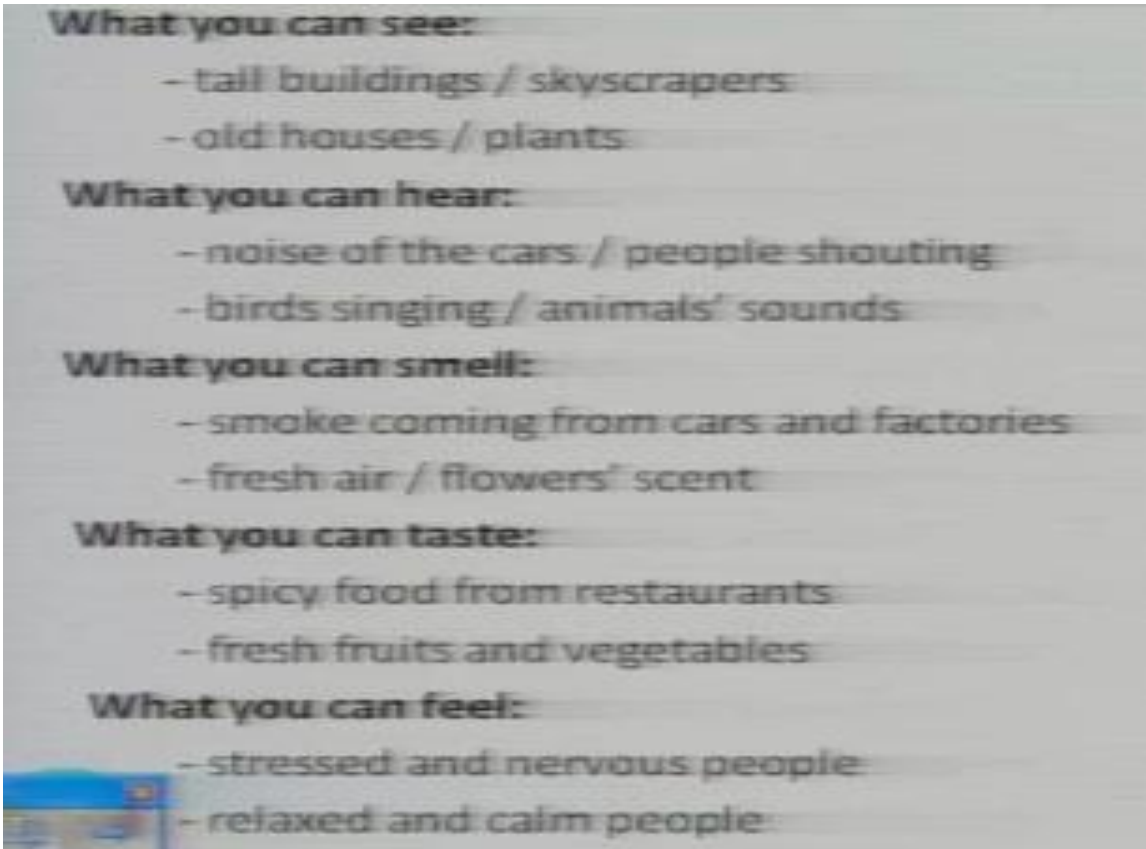 What you can see:
- tall buildings / skyscrapers
- old houses / plants
What you can hear:
- noise of the cars / people shouting
- birds singing / animals' sounds
What you can smell:
- smoke coming from cars and factories
- fresh air / flowers' scent
What you can taste:
- spicy food from restaurants
- fresh fruits and vegetables
What you can feel:
- stressed and nervous people
- relaxed and calm people